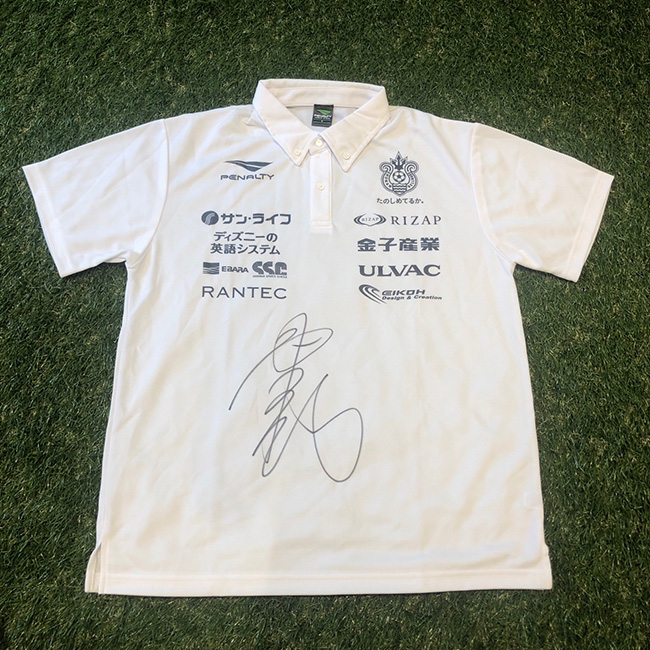 PENALTY
たのしめてるか。
サン・ライフ
RIZAP RIZAP
ディズニーの
英語システム
金子産業
EBARA
ULVAC
RANTEC
EIKOH
Design & Creation